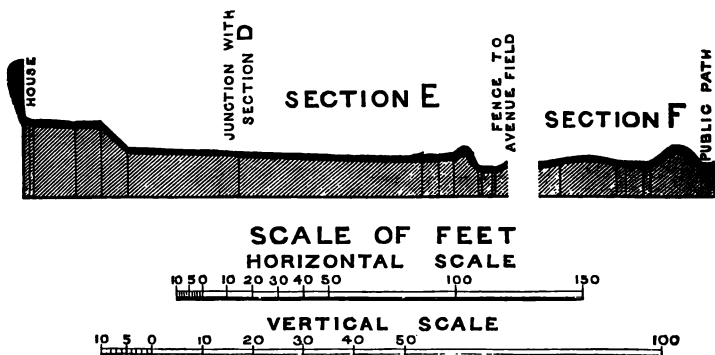 HOUSE
JUNCTION WITH
SECTION D
SECTION E
FENCE TO
AVENUE FIELD
SECTION F
PUBLIC PATH
SCALE OF FEET
HORIZONTAL SCALE
10 5 0 10 20 30 40 50 100 150
VERTICAL SCALE
10 5 0 10 20 30 40 50 100